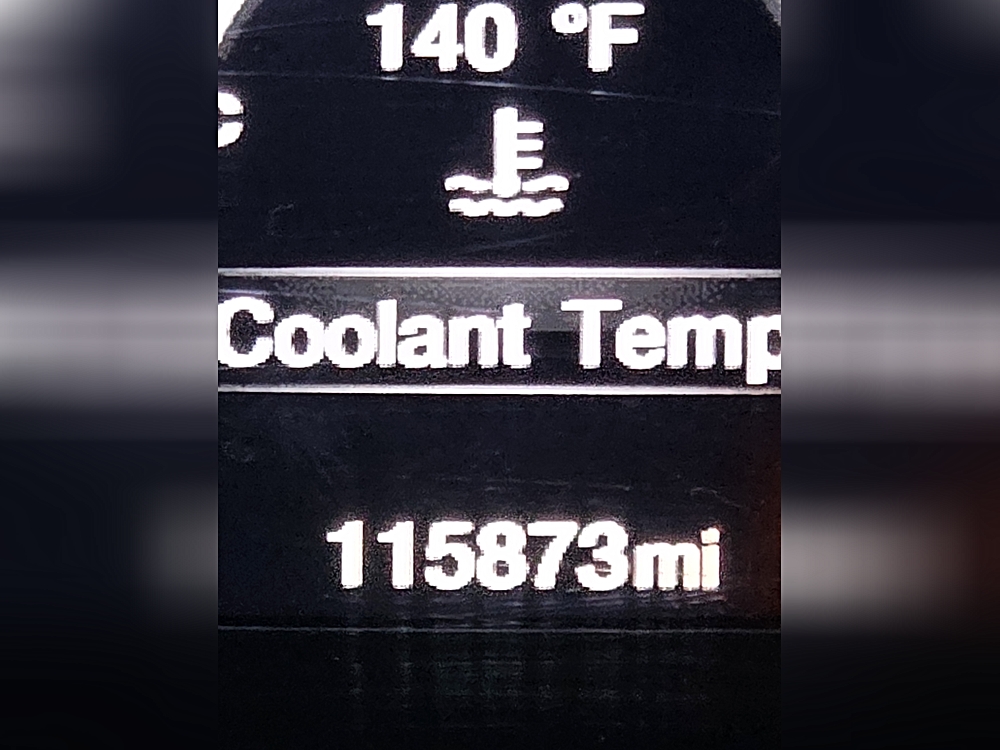 140 °F
C
Coolant Temp
115873mi